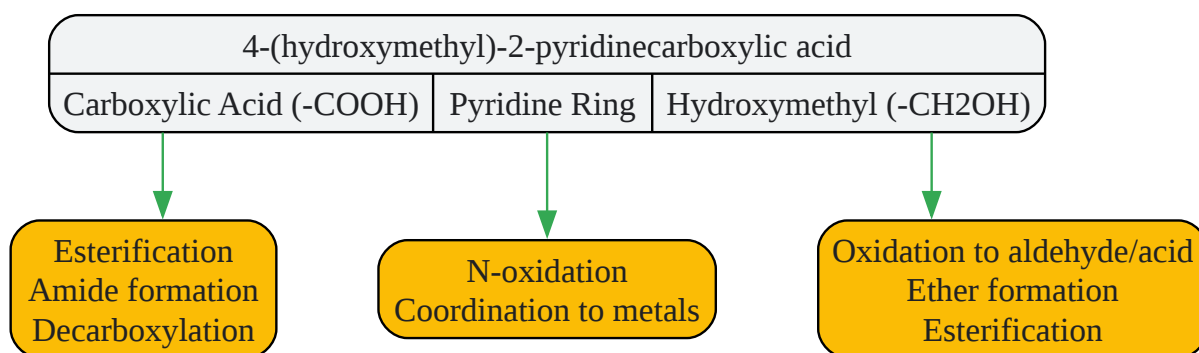 4-(hydroxymethyl)-2-pyridinecarboxylic acid
Carboxylic Acid (-COOH)
Pyridine Ring
Hydroxymethyl (-CH2OH)
Esterification
Amide formation
Decarboxylation
N-oxidation
Coordination to metals
Oxidation to aldehyde/acid
Ether formation
Esterification